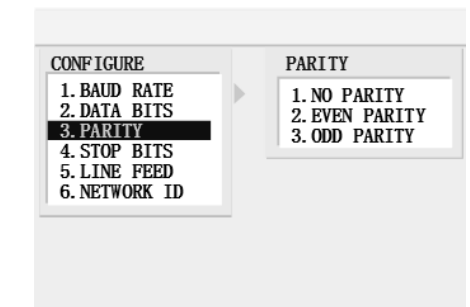 CONFIGURE
1. BAUD RATE
2. DATA BITS
3. PARITY
4. STOP BITS
5. LINE FEED
6. NETWORK ID
PARITY
1. NO PARITY
2. EVEN PARITY
3. ODD PARITY